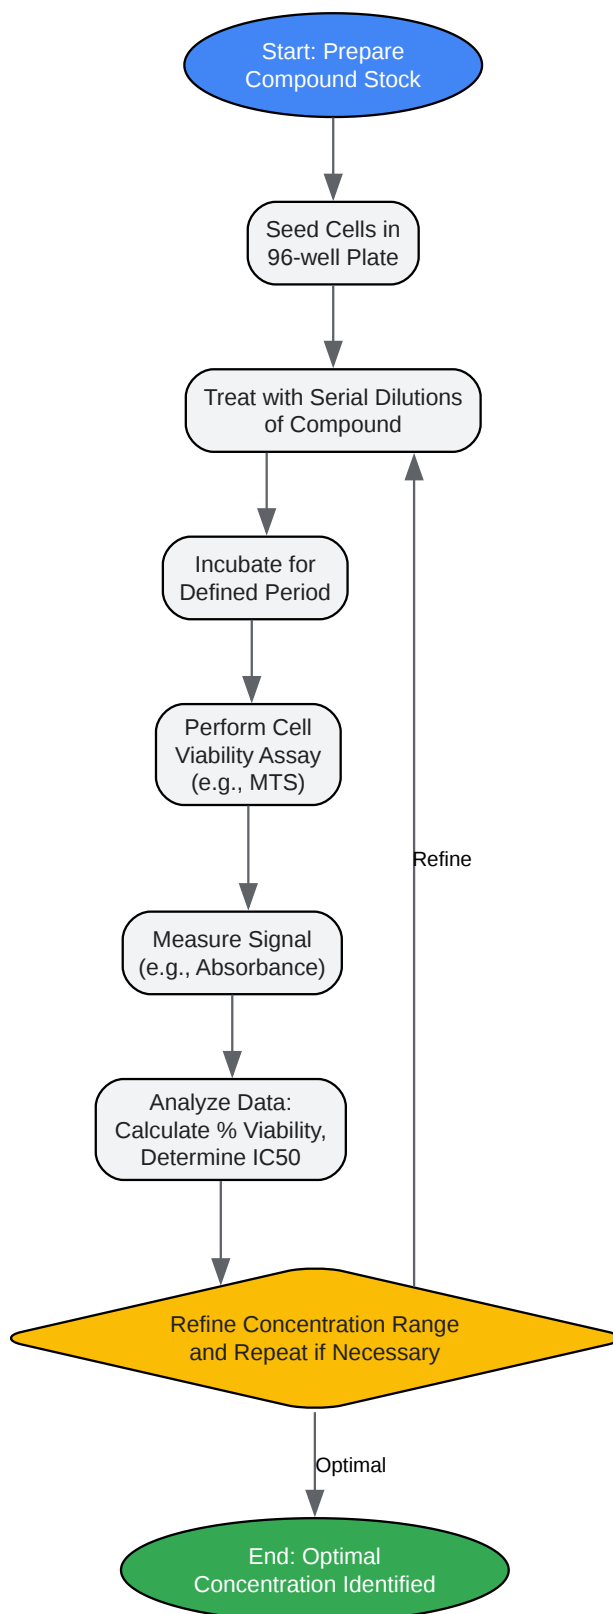 Start: Prepare
Compound Stock
Seed Cells in
96-well Plate
Treat with Serial Dilutions
of Compound
Incubate for
Defined Period
Perform Cell
Viability Assay
(e.g., MTS)
Refine
Measure Signal
(e.g., Absorbance)
Analyze Data:
Calculate % Viability,
Determine IC50
Refine Concentration Range
and Repeat if Necessary
Optimal
End: Optimal
Concentration Identified